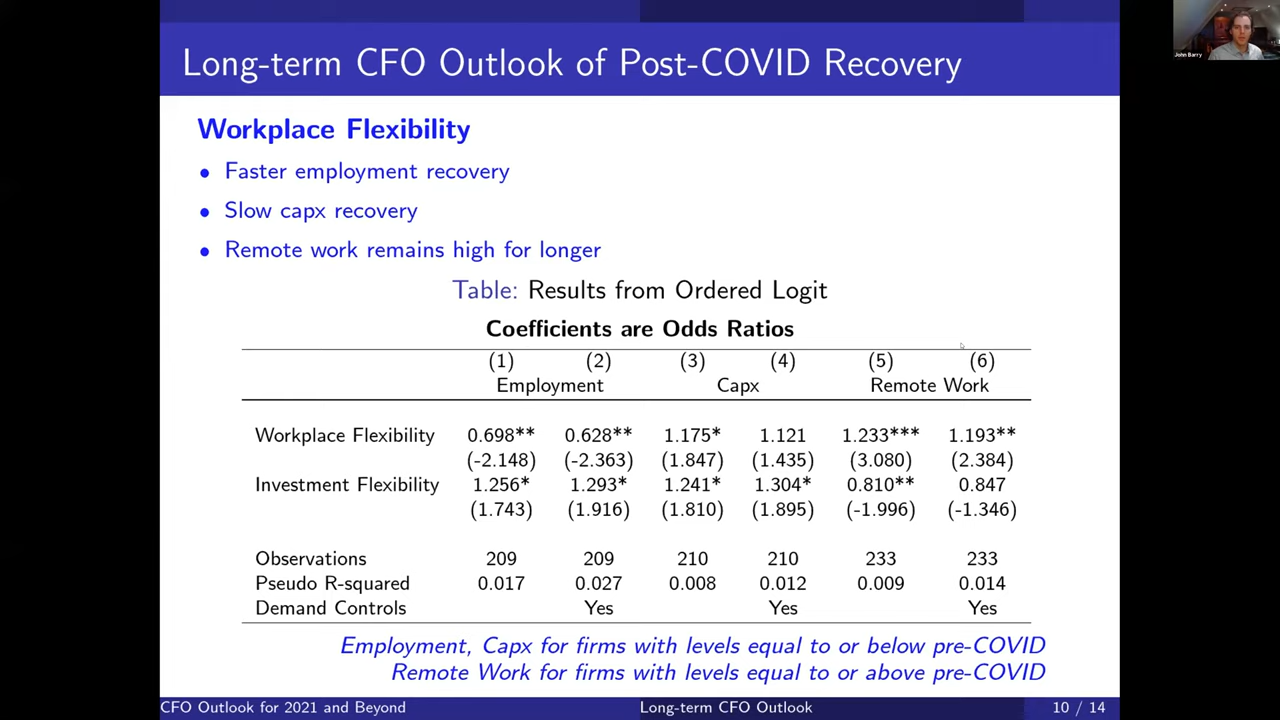 Long-term CFO Outlook of Post-COVID Recovery
John Barry
Workplace Flexibility
• Faster employment recovery
• Slow capx recovery
• Remote work remains high for longer
Table: Results from Ordered Logit
Coefficients are Odds Ratios
(1) (2) (3) (4) (5) (6)
Employment Capx Remote Work
Workplace Flexibility 0.698** 0.628** 1.175* 1.121 1.233*** 1.193**
(-2.148) (-2.363) (1.847) (1.435) (3.080) (2.384)
Investment Flexibility 1.256* 1.293* 1.241* 1.304* 0.810** 0.847
(1.743) (1.916) (1.810) (1.895) (-1.996) (-1.346)
Observations 209 209 210 210 233 233
Pseudo R-squared 0.017 0.027 0.008 0.012 0.009 0.014
Demand Controls Yes Yes Yes
Employment, Capx for firms with levels equal to or below pre-COVID
Remote Work for firms with levels equal to or above pre-COVID
CFO Outlook for 2021 and Beyond Long-term CFO Outlook 10 / 14